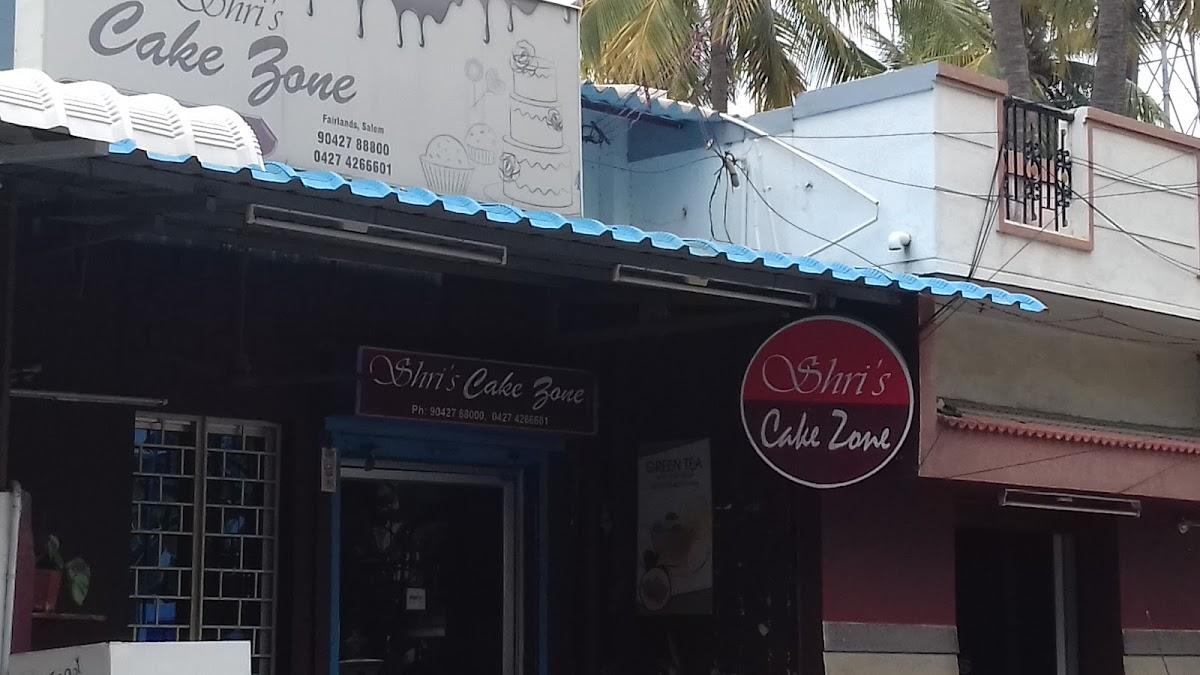 Shri's
Cake Zone
Fairlands, Salem
90427 88800
0427 4266601
Shri's Cake Zone
Ph: 90427 68000, 0427 4266601
Shri's
Cake Zone
GREEN TEA